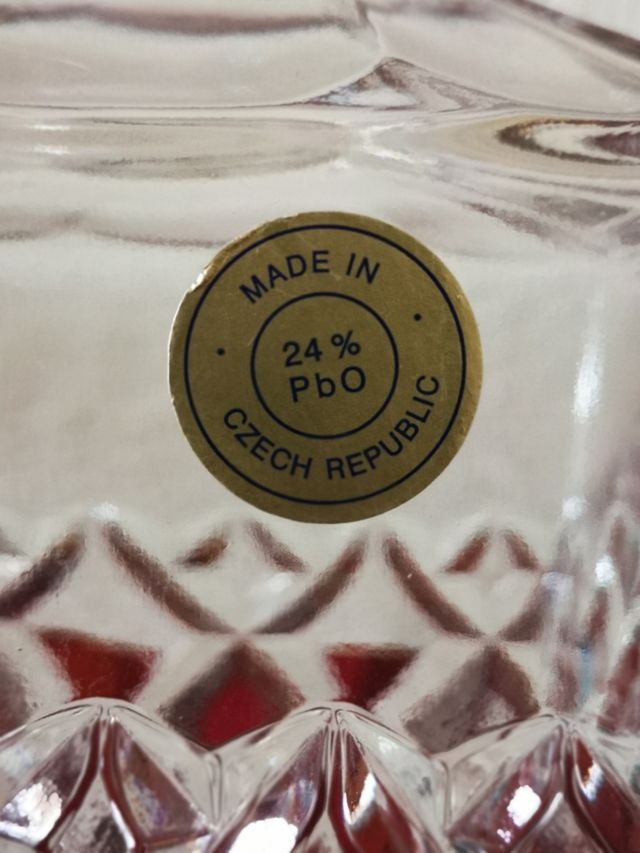 MADE IN
24%
PbO
CZECH REPUBLIC